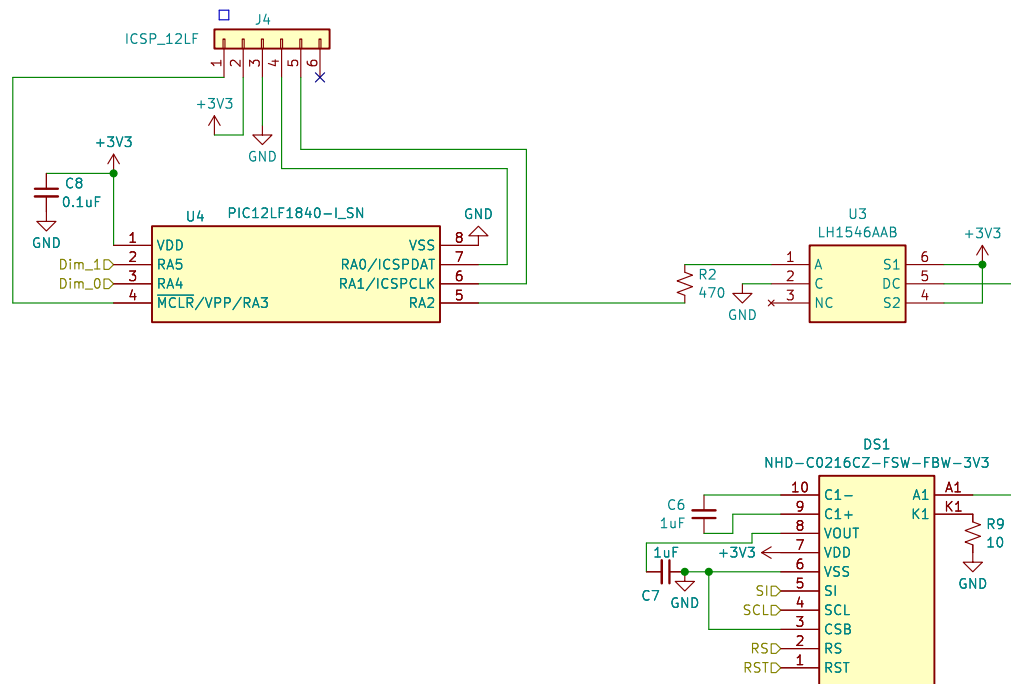 J4
ICSP_12LF
1 2 3 4 5 6
+3V3
GND
+3V3
C8
0.1uF
GND
U4 PIC12LF1840-I_SN
GND
1 VDD VSS 8
Dim_1 2 RA5 RA0/ICSPDAT 7
Dim_0 3 RA4 RA1/ICSPCLK 6
4 MCLR/VPP/RA3 RA2 5
R2
470
U3
LH1546AAB
+3V3
1 A S1 6
2 C DC 5
3 NC S2 4
GND
DS1
NHD-C0216CZ-FSW-FBW-3V3
10 C1- A1 A1
C6
1uF
9 C1+ K1 K1
8 VOUT
R9
10
GND
1uF
+3V3 7 VDD
6 VSS
C7
GND
SI 5 SI
SCL 4 SCL
3 CSB
RS 2 RS
RST 1 RST